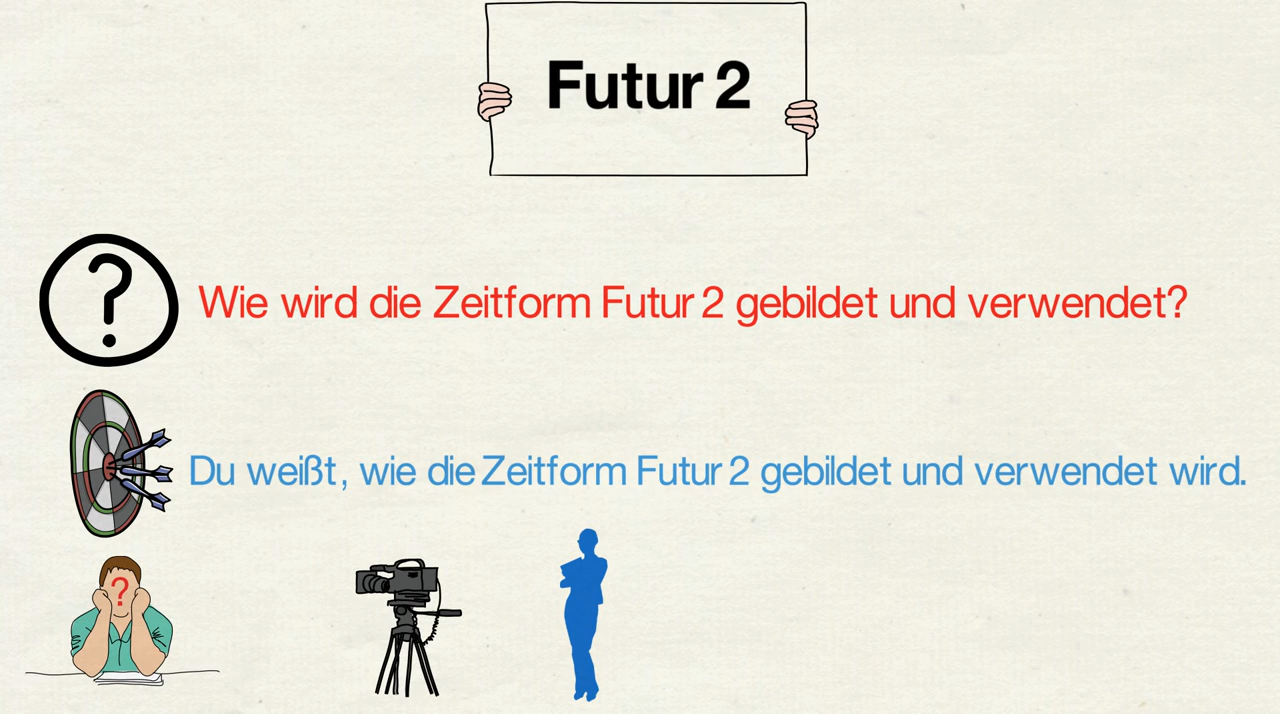 Futur 2
?
Wie wird die Zeitform Futur 2 gebildet und verwendet?
Du weißt, wie die Zeitform Futur 2 gebildet und verwendet wird.
?